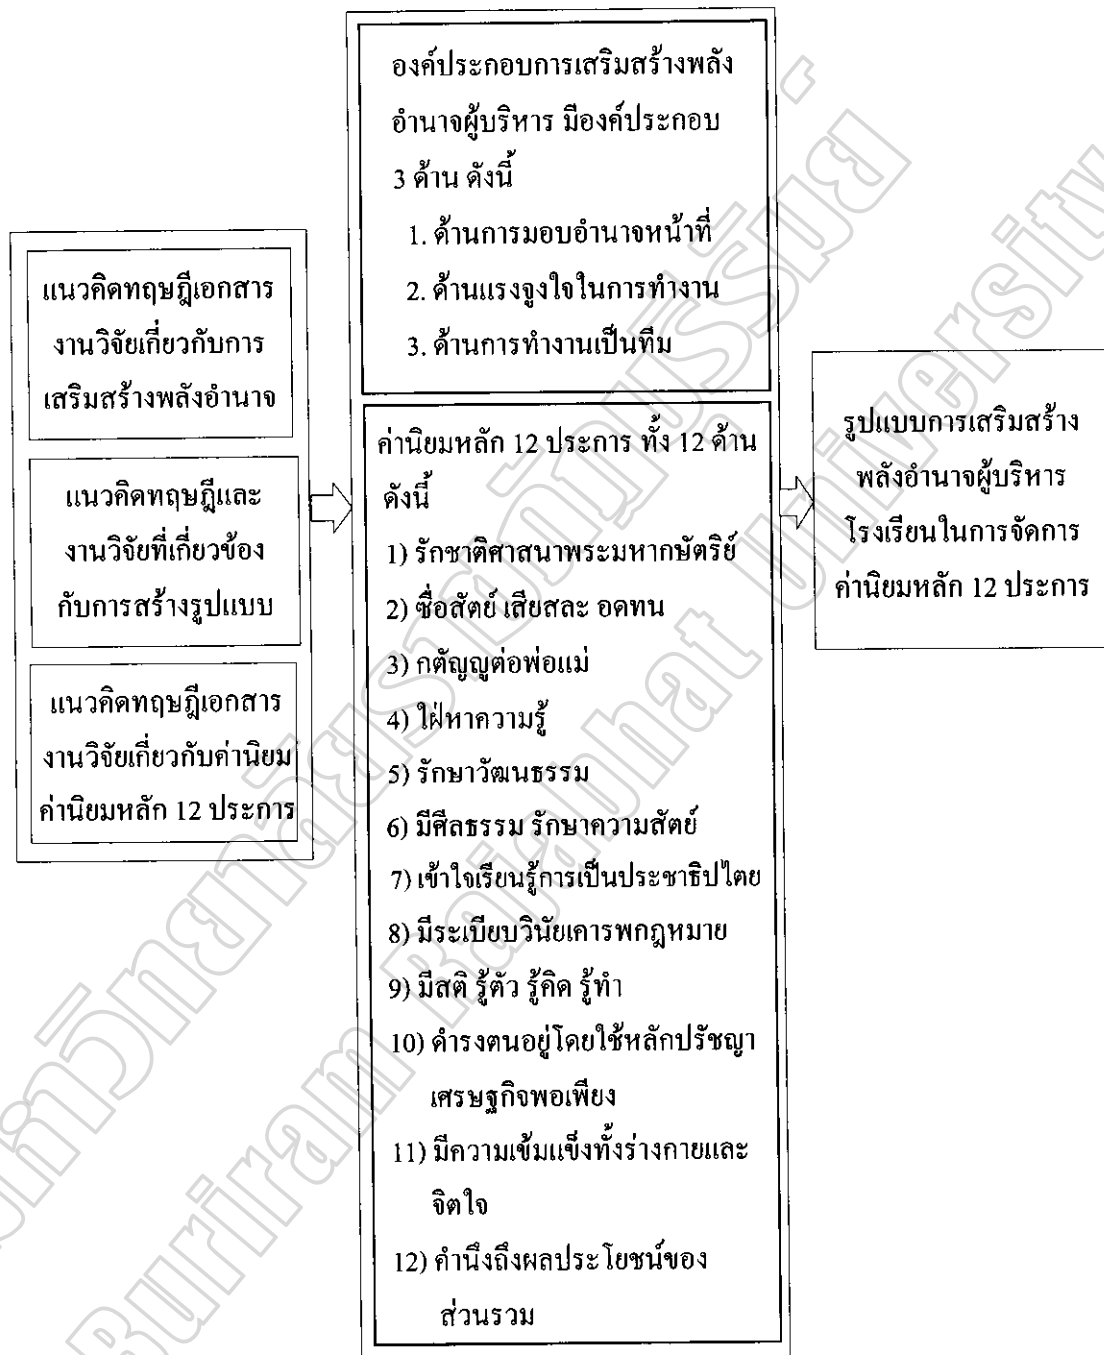 แนวคิดทฤษฎีเอกสาร
งานวิจัยเกี่ยวกับการ
เสริมสร้างพลังอำนาจ
แนวคิดทฤษฎีและ
งานวิจัยที่เกี่ยวข้อง
กับการสร้างรูปแบบ
แนวคิดทฤษฎีเอกสาร
งานวิจัยเกี่ยวกับค่านิยม
ค่านิยมหลัก 12 ประการ
องค์ประกอบการเสริมสร้างพลัง
อำนาจผู้บริหาร มีองค์ประกอบ
3 ด้าน ดังนี้
1. ด้านการมอบอำนาจหน้าที่
2. ด้านแรงจูงใจในการทำงาน
3. ด้านการทำงานเป็นทีม
ค่านิยมหลัก 12 ประการ ทั้ง 12 ด้าน
ดังนี้
1) รักชาติศาสนาพระมหากษัตริย์
2) ซื่อสัตย์ เสียสละ อดทน
3) กตัญญูต่อพ่อแม่
4) ใฝ่หาความรู้
5) รักษาวัฒนธรรม
6) มีศีลธรรม รักษาความสัตย์
7) เข้าใจเรียนรู้การเป็นประชาธิปไตย
8) มีระเบียบวินัยเคารพกฎหมาย
9) มีสติ รู้ตัว รู้คิด รู้ทำ
10) ดำรงตนอยู่โดยใช้หลักปรัชญา
เศรษฐกิจพอเพียง
11) มีความเข้มแข็งทั้งร่างกายและ
จิตใจ
12) คำนึงถึงผลประโยชน์ของ
ส่วนรวม
รูปแบบการเสริมสร้าง
พลังอำนาจผู้บริหาร
โรงเรียนในการจัดการ
ค่านิยมหลัก 12 ประการ
Buriram Rajabhat University